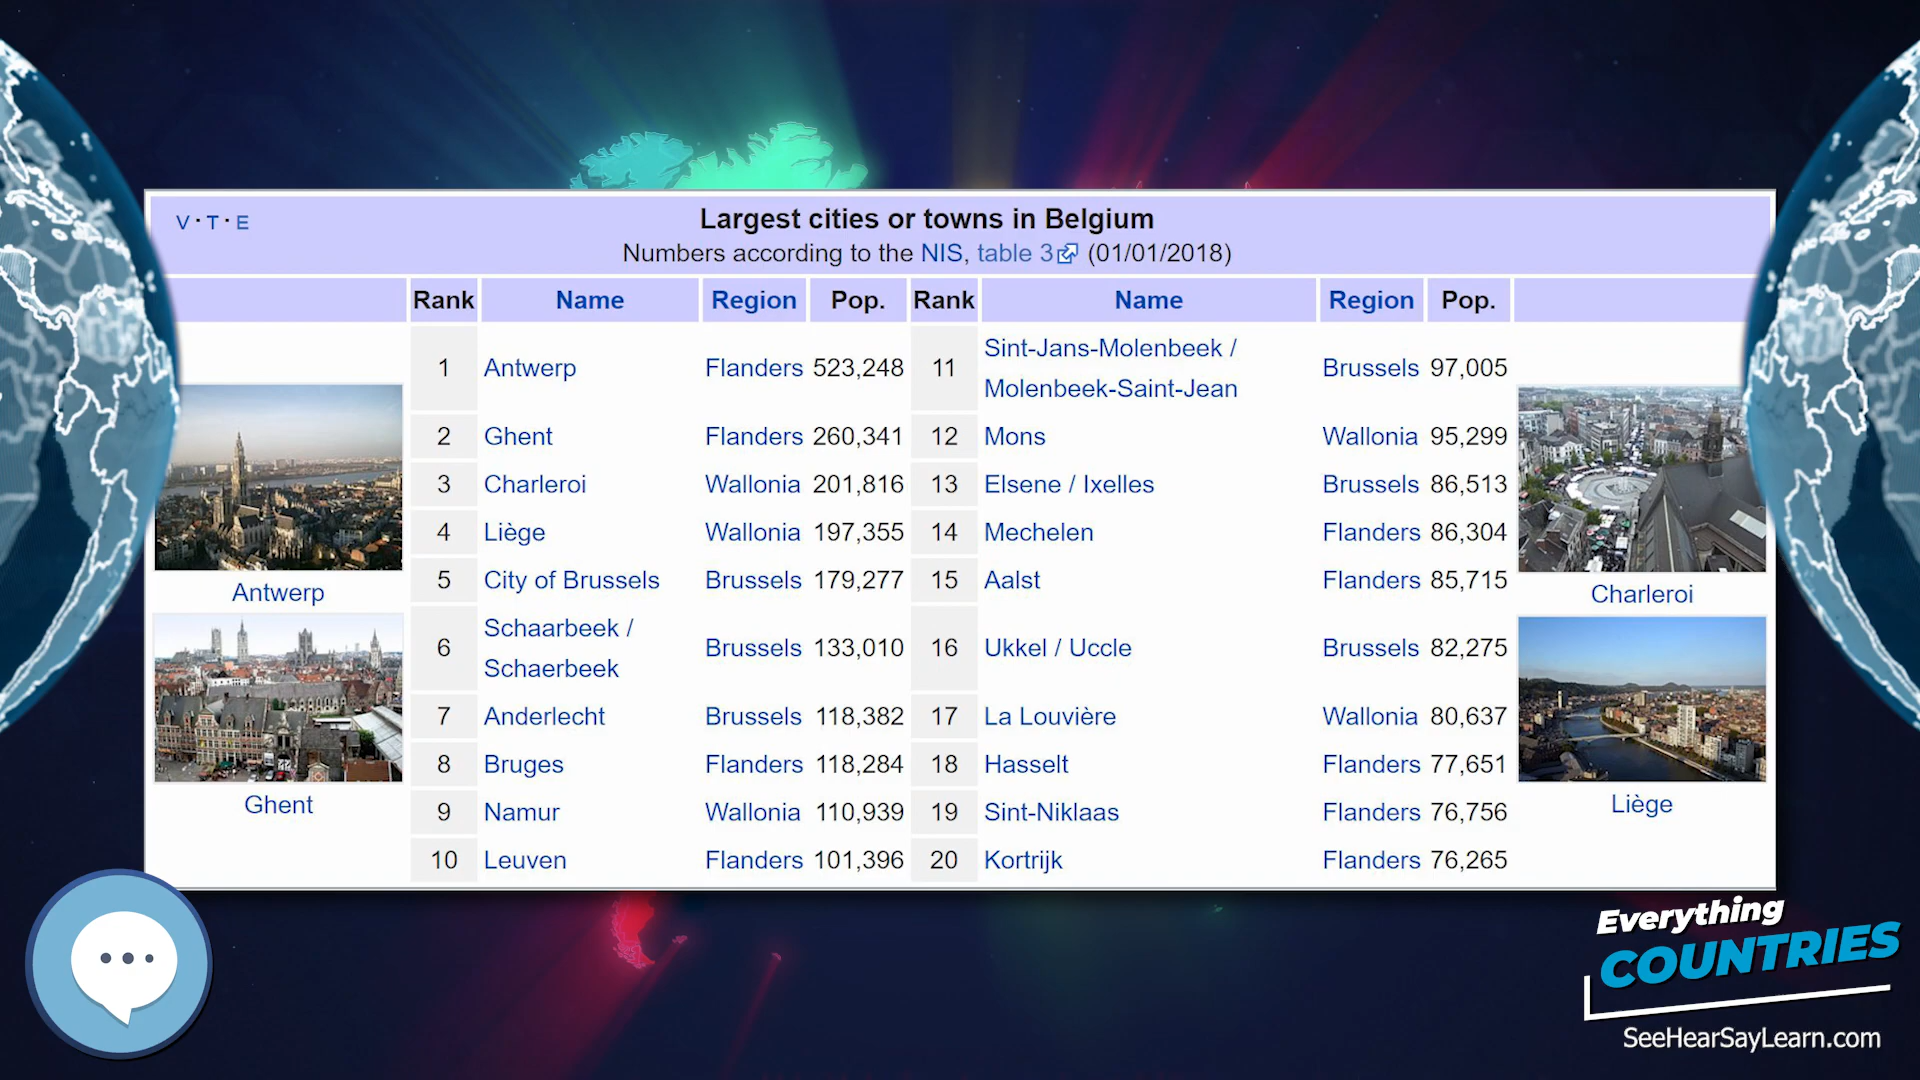 V · T · E
Largest cities or towns in Belgium
Numbers according to the NIS, table 3 (01/01/2018)
Rank Name Region Pop. Rank Name Region Pop.
1 Antwerp Flanders 523,248 11 Sint-Jans-Molenbeek / Molenbeek-Saint-Jean Brussels 97,005
2 Ghent Flanders 260,341 12 Mons Wallonia 95,299
3 Charleroi Wallonia 201,816 13 Elsene / Ixelles Brussels 86,513
4 Liège Wallonia 197,355 14 Mechelen Flanders 86,304
5 City of Brussels Brussels 179,277 15 Aalst Flanders 85,715
6 Schaarbeek / Schaerbeek Brussels 133,010 16 Ukkel / Uccle Brussels 82,275
7 Anderlecht Brussels 118,382 17 La Louvière Wallonia 80,637
8 Bruges Flanders 118,284 18 Hasselt Flanders 77,651
9 Namur Wallonia 110,939 19 Sint-Niklaas Flanders 76,756
10 Leuven Flanders 101,396 20 Kortrijk Flanders 76,265
Antwerp
Ghent
Charleroi
Liège
Everything
COUNTRIES
SeeHearSayLearn.com